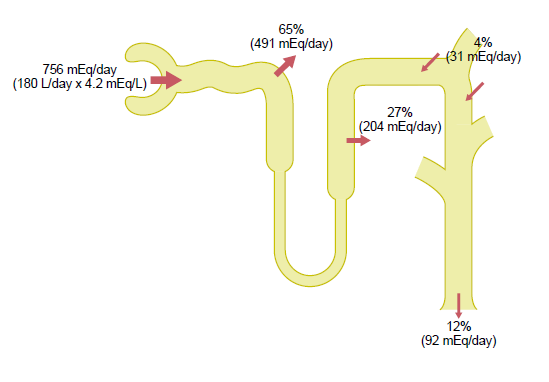 65%
(491 mEq/day)
4%
(31 mEq/day)
756 mEq/day
(180 L/day x 4.2 mEq/L)
27%
(204 mEq/day)
12%
(92 mEq/day)